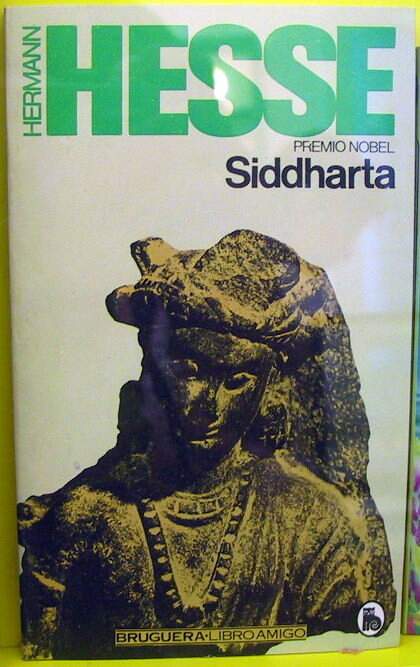 HERMANN
HESSE
PREMIO NOBEL
Siddharta
BRUGUERA·LIBRO AMIGO